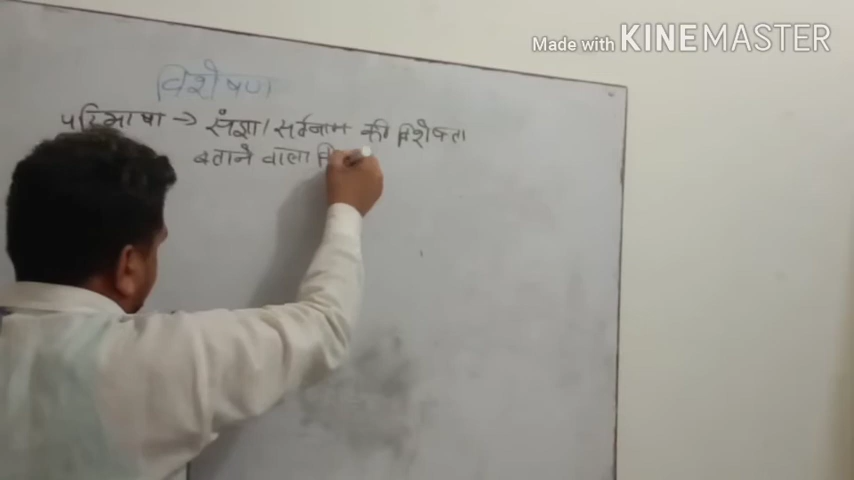 Made with KINEMASTER
विशेषण
परिभाषा → संज्ञा / सर्वनाम की विशेषता
बताने वाला